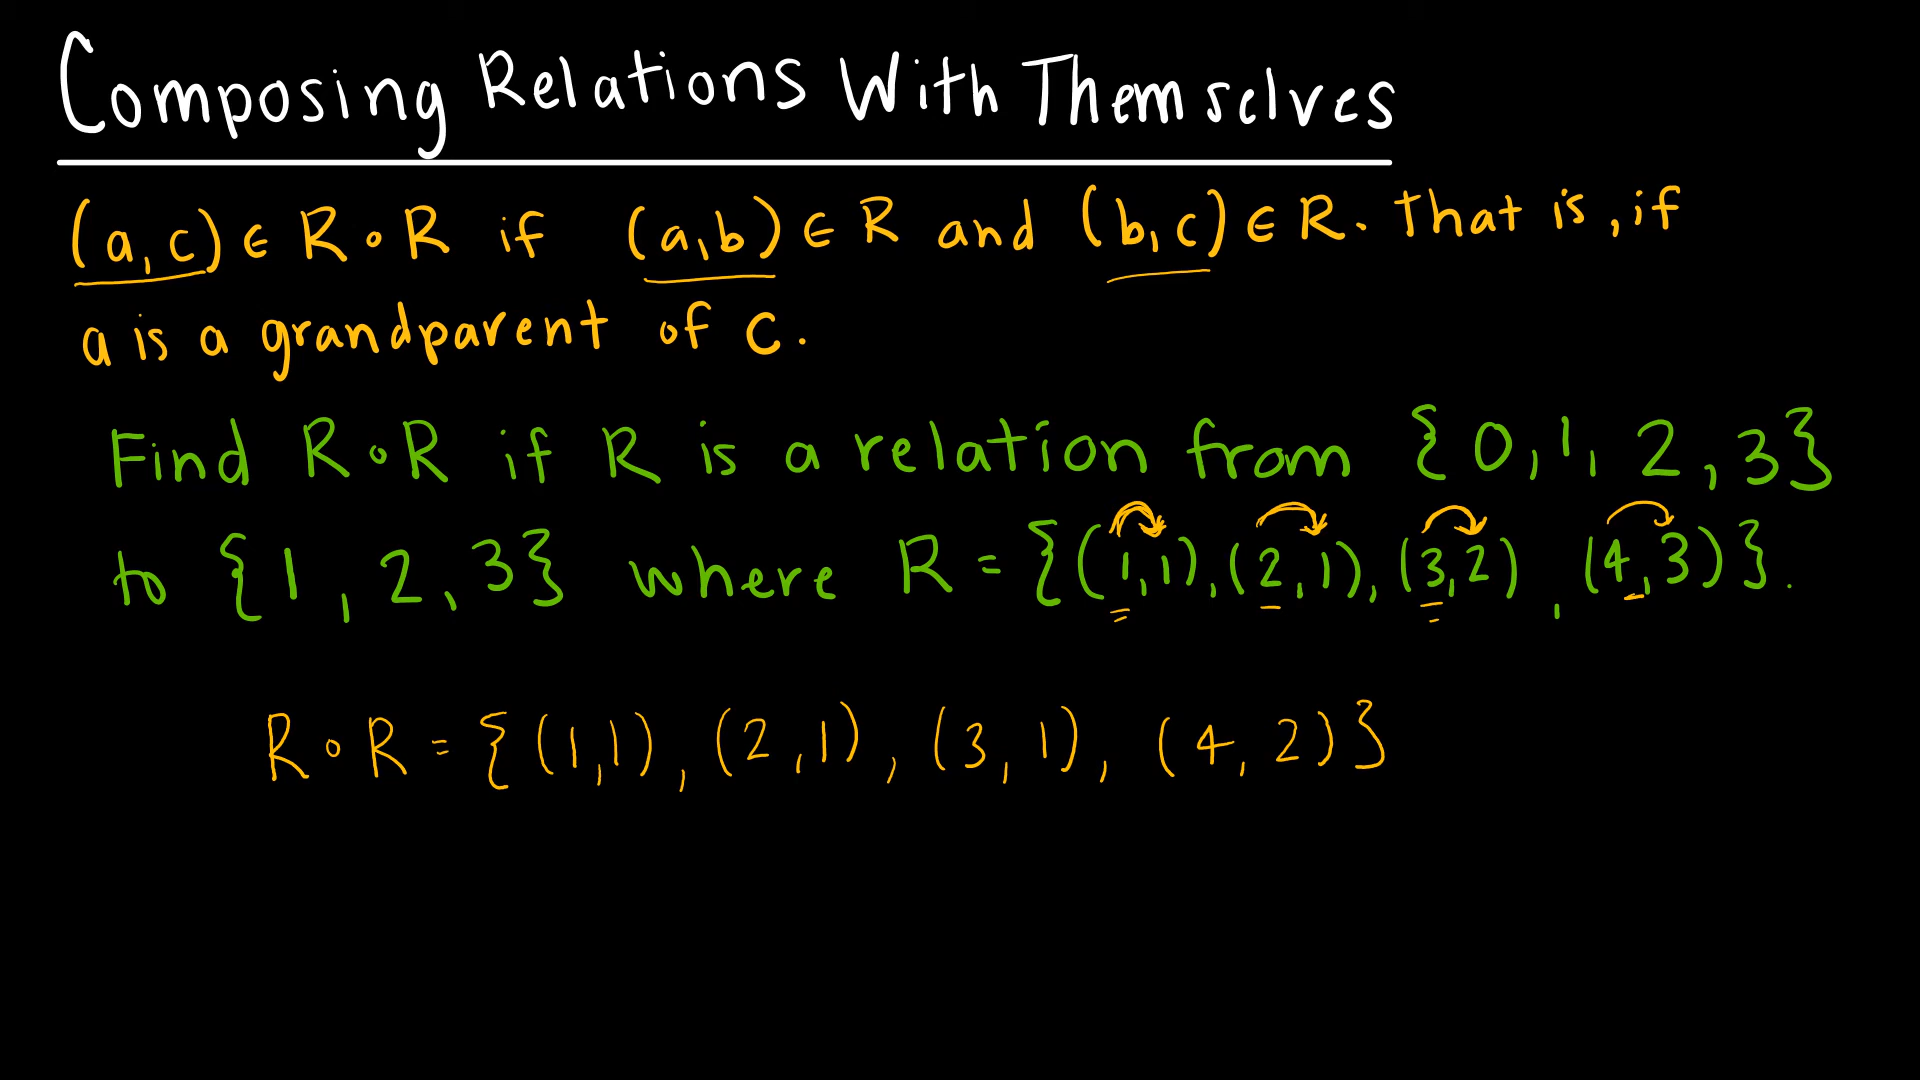 Composing Relations With Themselves
(a,c) ∈ R∘R if (a,b) ∈ R and (b,c) ∈ R. That is, if
a is a grandparent of c.
Find R∘R if R is a relation from {0,1,2,3}
to {1,2,3} where R = {(1,1),(2,1),(3,2),(4,3)}.
R∘R = {(1,1),(2,1),(3,1),(4,2)}